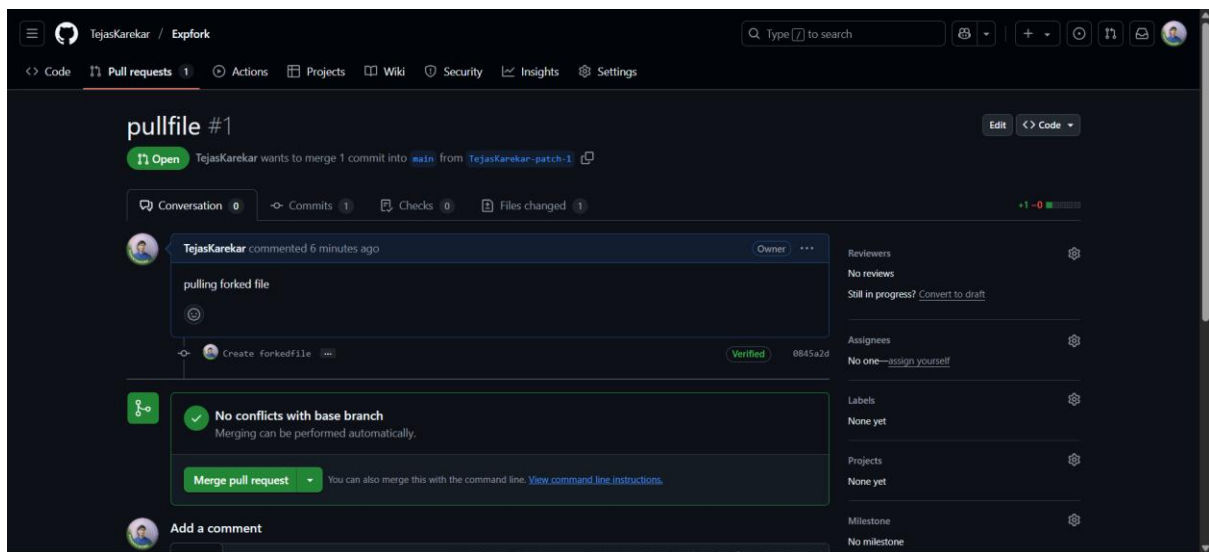 TejasKarekar / Expfork
Type / to search
Code Pull requests 1 Actions Projects Wiki Security Insights Settings
pullfile #1
Edit Code
Open TejasKarekar wants to merge 1 commit into main from TejasKarekar-patch-1
Conversation 0 Commits 1 Checks 0 Files changed 1 +1 −0
TejasKarekar commented 6 minutes ago Owner ...
pulling forked file
Create forkedfile ... Verified 0845a2d
No conflicts with base branch
Merging can be performed automatically.
Merge pull request You can also merge this with the command line. View command line instructions.
Add a comment
Reviewers
No reviews
Still in progress? Convert to draft
Assignees
No one—assign yourself
Labels
None yet
Projects
None yet
Milestone
No milestone